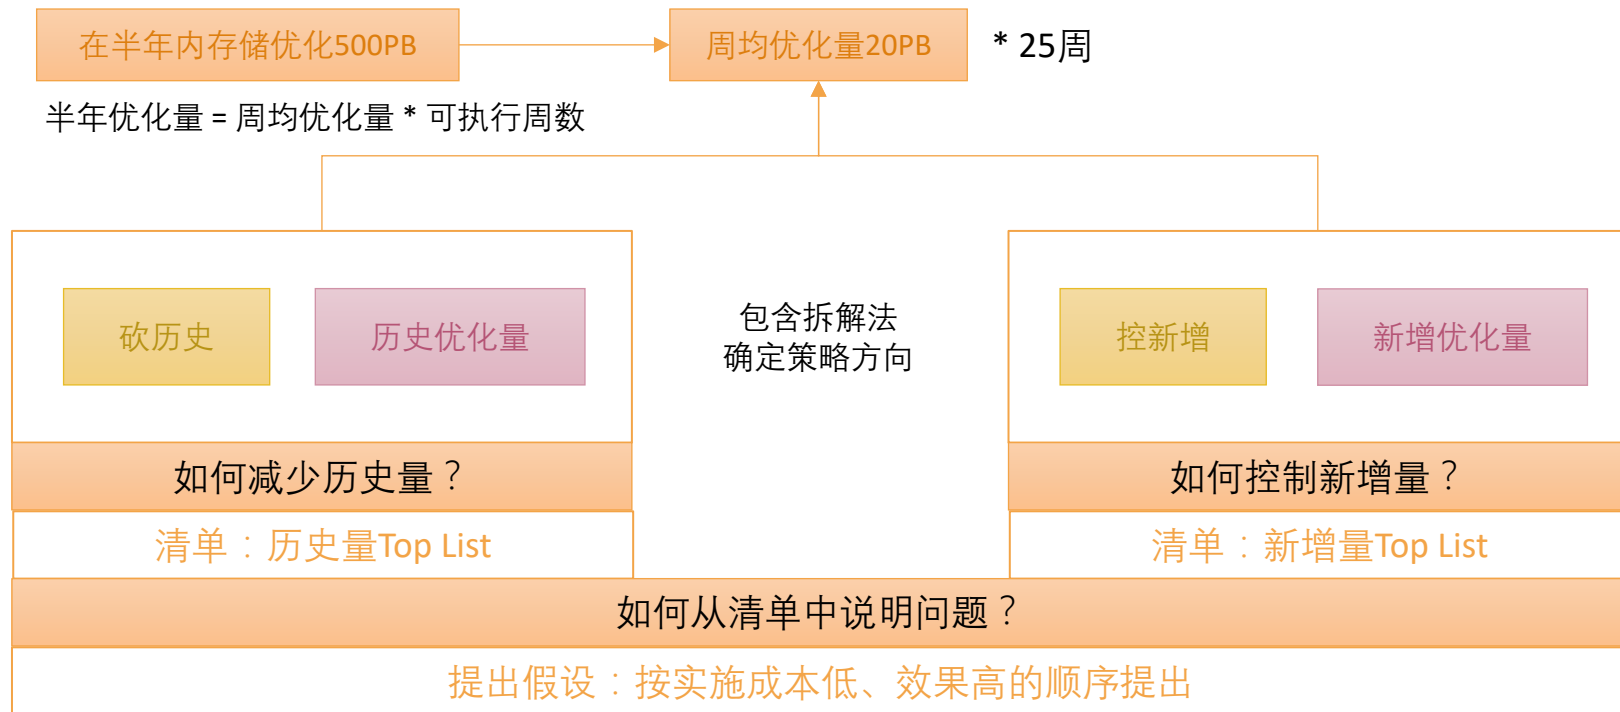 在半年内存储优化500PB
周均优化量20PB
* 25周
半年优化量 = 周均优化量 * 可执行周数
砍历史
历史优化量
包含拆解法
确定策略方向
控新增
新增优化量
如何减少历史量？
如何控制新增量？
清单：历史量Top List
清单：新增量Top List
如何从清单中说明问题？
提出假设：按实施成本低、效果高的顺序提出